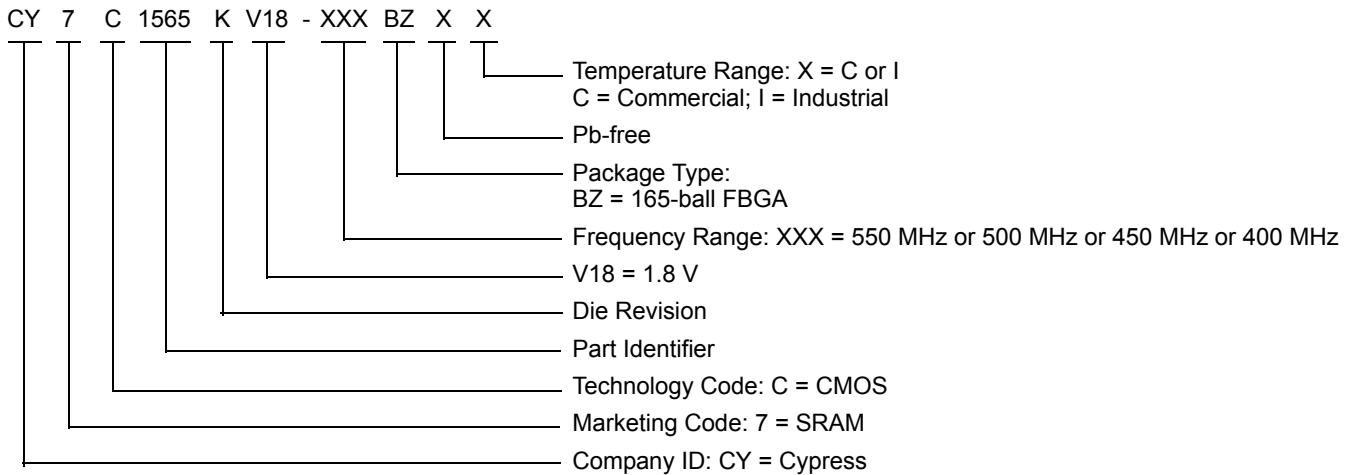 CY 7 C 1565 K V18 - XXX BZ X X
Temperature Range: X = C or I
C = Commercial; I = Industrial
Pb-free
Package Type:
BZ = 165-ball FBGA
Frequency Range: XXX = 550 MHz or 500 MHz or 450 MHz or 400 MHz
V18 = 1.8 V
Die Revision
Part Identifier
Technology Code: C = CMOS
Marketing Code: 7 = SRAM
Company ID: CY = Cypress